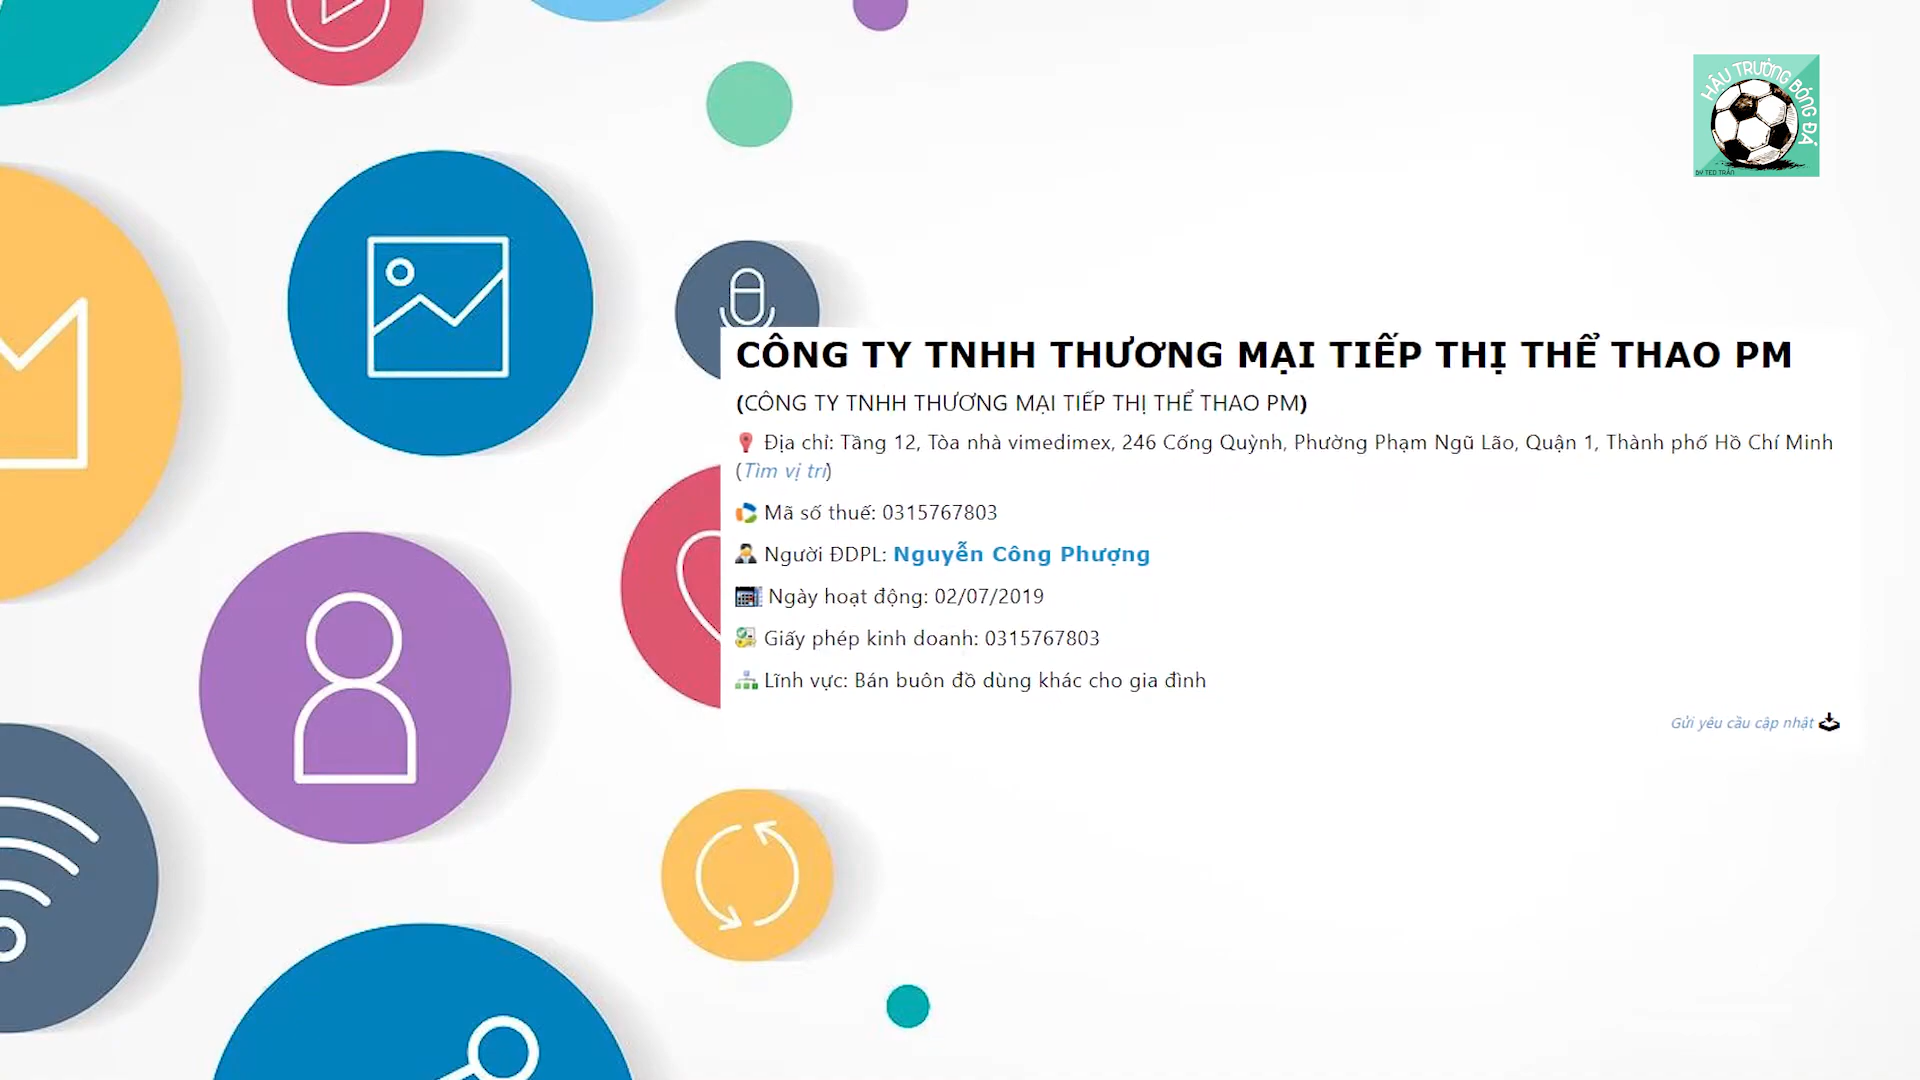 HẬU TRƯỜNG BÓNG ĐÁ
BY TEO TRẦN
CÔNG TY TNHH THƯƠNG MẠI TIẾP THỊ THỂ THAO PM
(CÔNG TY TNHH THƯƠNG MẠI TIẾP THỊ THỂ THAO PM)
Địa chỉ: Tầng 12, Tòa nhà vimedimex, 246 Cống Quỳnh, Phường Phạm Ngũ Lão, Quận 1, Thành phố Hồ Chí Minh
(Tìm vị trí)
Mã số thuế: 0315767803
Người ĐDPL: Nguyễn Công Phượng
Ngày hoạt động: 02/07/2019
Giấy phép kinh doanh: 0315767803
Lĩnh vực: Bán buôn đồ dùng khác cho gia đình
Gửi yêu cầu cập nhật